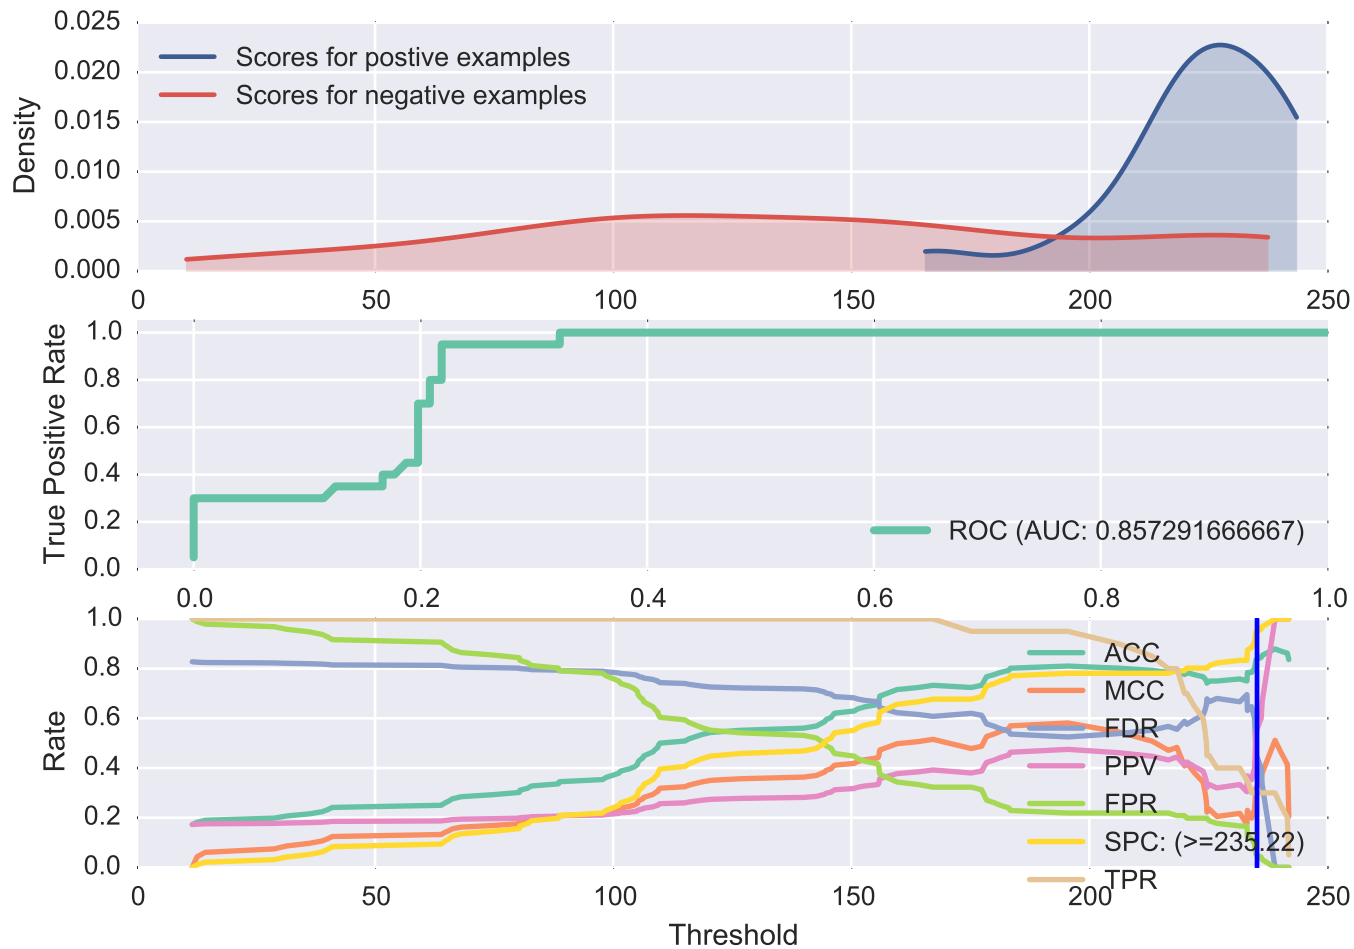 0.025
0.020
0.015
0.010
0.005
0.000
Density
Scores for postive examples
Scores for negative examples
0 50 100 150 200 250
1.0
0.8
0.6
0.4
0.2
0.0
True Positive Rate
ROC (AUC: 0.857291666667)
0.0 0.2 0.4 0.6 0.8 1.0
1.0
0.8
0.6
0.4
0.2
0.0
Rate
ACC
MCC
FDR
PPV
FPR
SPC: (>=235.22)
TPR
0 50 100 150 200 250
Threshold